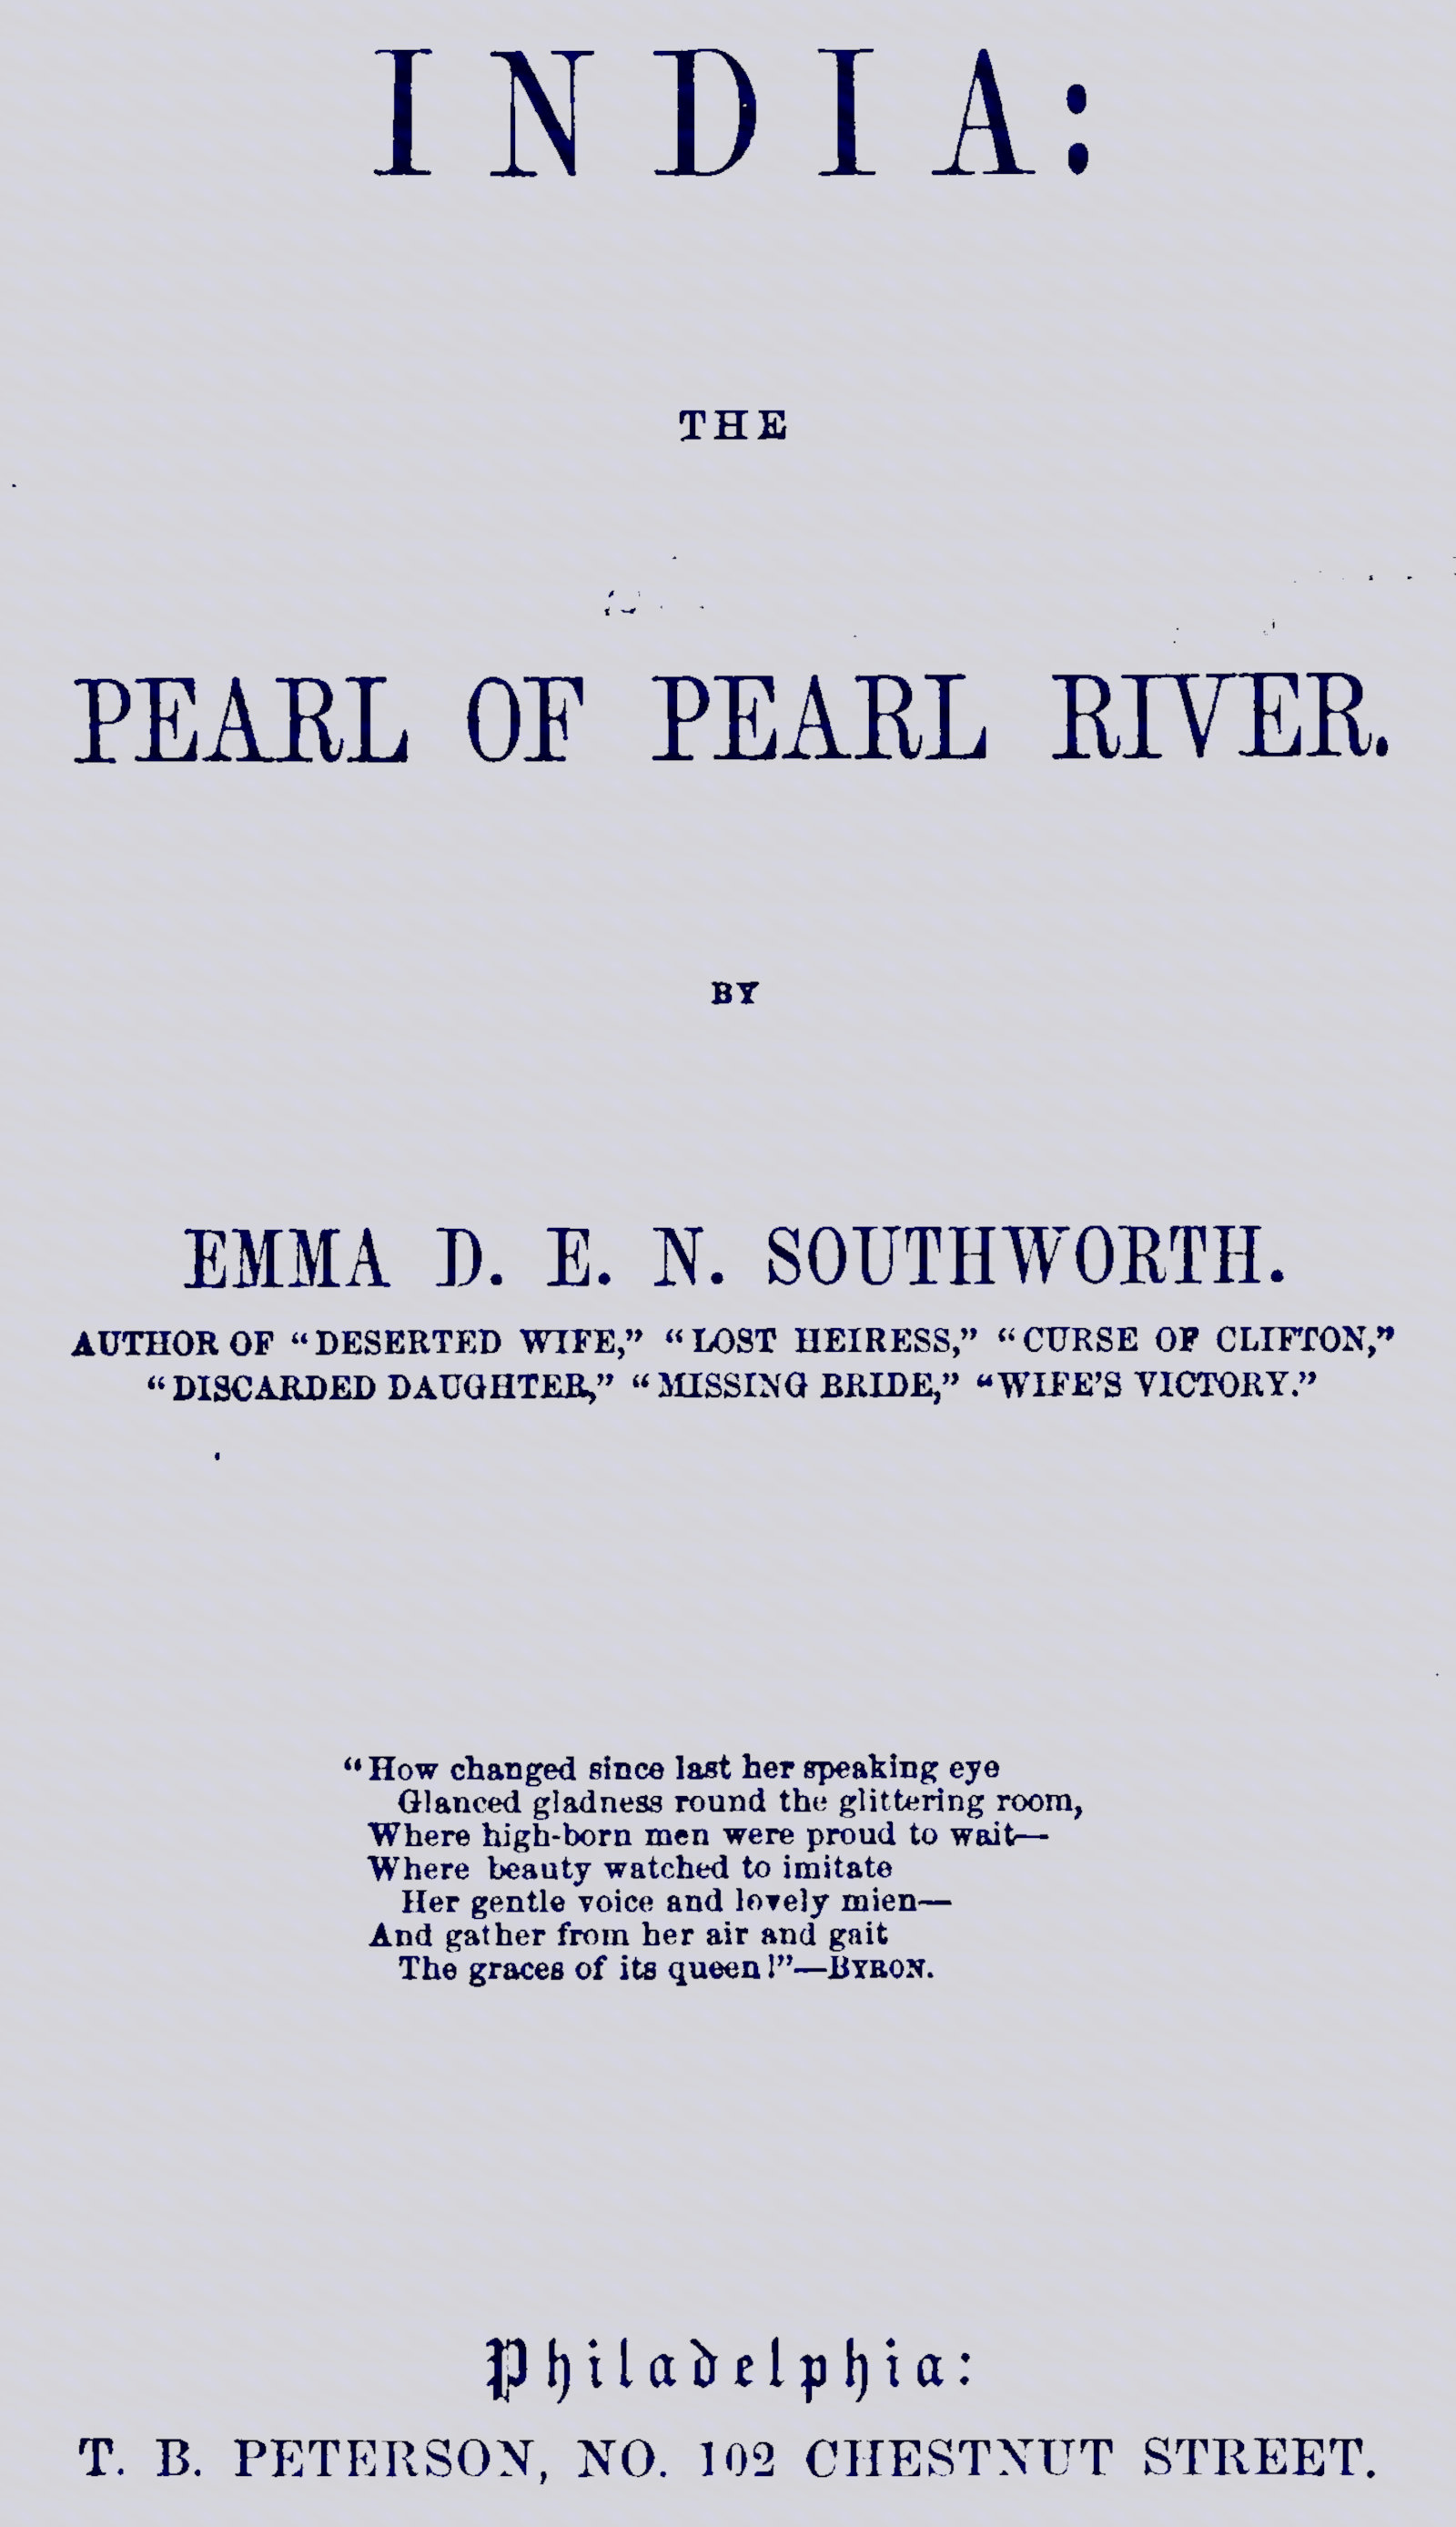 INDIA:
THE
PEARL OF PEARL RIVER.
BY
EMMA D. E. N. SOUTHWORTH.
AUTHOR OF “DESERTED WIFE,” “LOST HEIRESS,” “CURSE OF CLIFTON,”
“DISCARDED DAUGHTER,” “MISSING BRIDE,” “WIFE’S VICTORY.”
“How changed since last her speaking eye
Glanced gladness round the glittering room,
Where high-born men were proud to wait—
Where beauty watched to imitate
Her gentle voice and lovely mien—
And gather from her air and gait
The graces of its queen!”—BYRON.
Philadelphia:
T. B. PETERSON, NO. 102 CHESTNUT STREET.